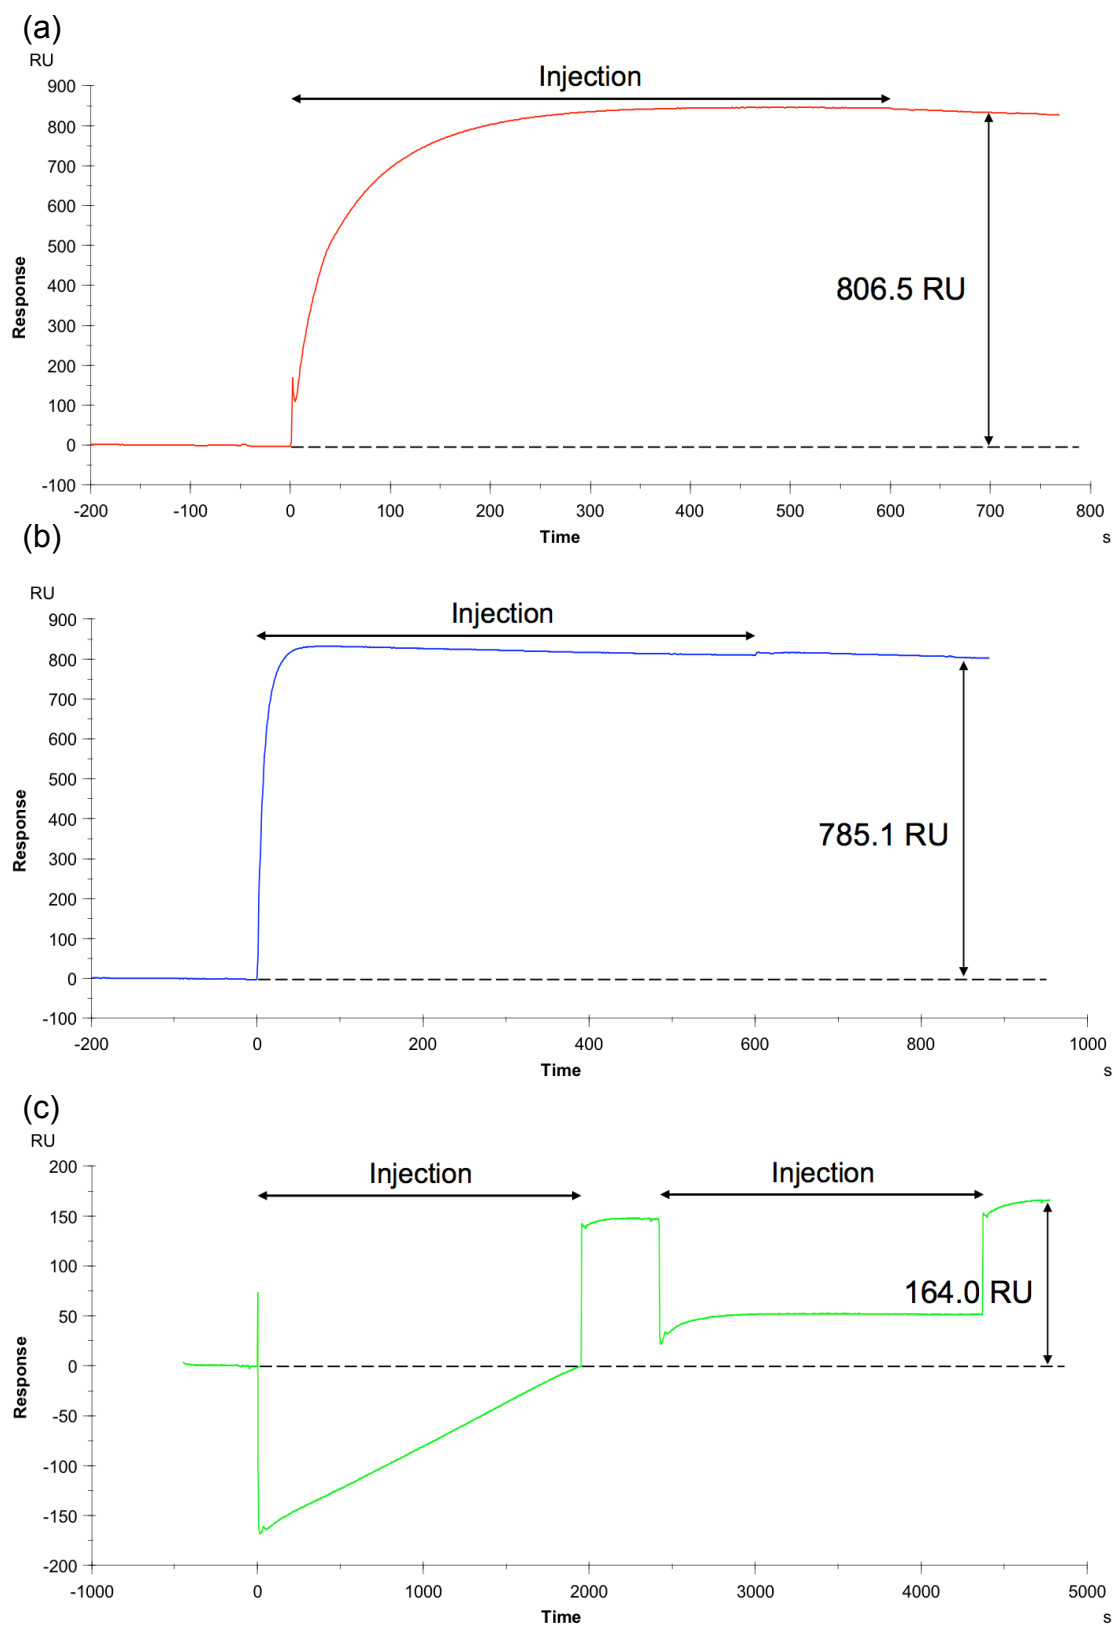 (a)
RU
Injection
900
800
700
600
500
400
300
200
100
0
-100
Response
806.5 RU
-200 -100 0 100 200 300 400 500 600 700 800
Time
s
(b)
RU
Injection
900
800
700
600
500
400
300
200
100
0
-100
Response
785.1 RU
-200 0 200 400 600 800 1000
Time
s
(c)
RU
Injection Injection
200
150
100
50
0
-50
-100
-150
-200
Response
164.0 RU
-1000 0 1000 2000 3000 4000 5000
Time
s